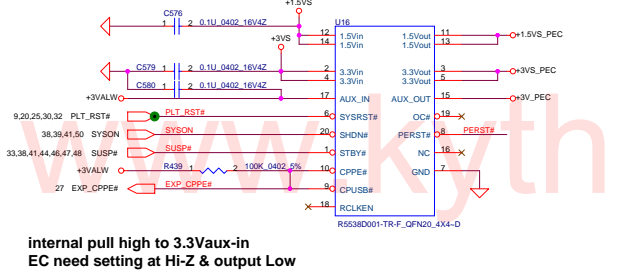 +1.5VS
C576
1 2 0.1U_0402_16V4Z
+3VS
U16
12 1.5Vin 1.5Vout 11 +1.5VS_PEC
14 1.5Vin 1.5Vout 13
C579
1 2 0.1U_0402_16V4Z
2 3.3Vin 3.3Vout 3 +3VS_PEC
4 3.3Vin 3.3Vout 5
C580
1 2 0.1U_0402_16V4Z
+3VALW 17 AUX_IN AUX_OUT 15 +3V_PEC
9,20,25,30,32 PLT_RST# PLT_RST# 6 SYSRST# OC# 19
38,39,41,50 SYSON SYSON 20 SHDN# PERST# 8 PERST#
33,38,41,44,46,47,48 SUSP# SUSP# 1 STBY# NC 16
+3VALW R439 1 2 100K_0402_5% 10 CPPE# GND 7
27 EXP_CPPE# EXP_CPPE# 9 CPUSB#
18 RCLKEN
R5538D001-TR-F_QFN20_4X4~D
www.kyth
internal pull high to 3.3Vaux-in
EC need setting at Hi-Z & output Low